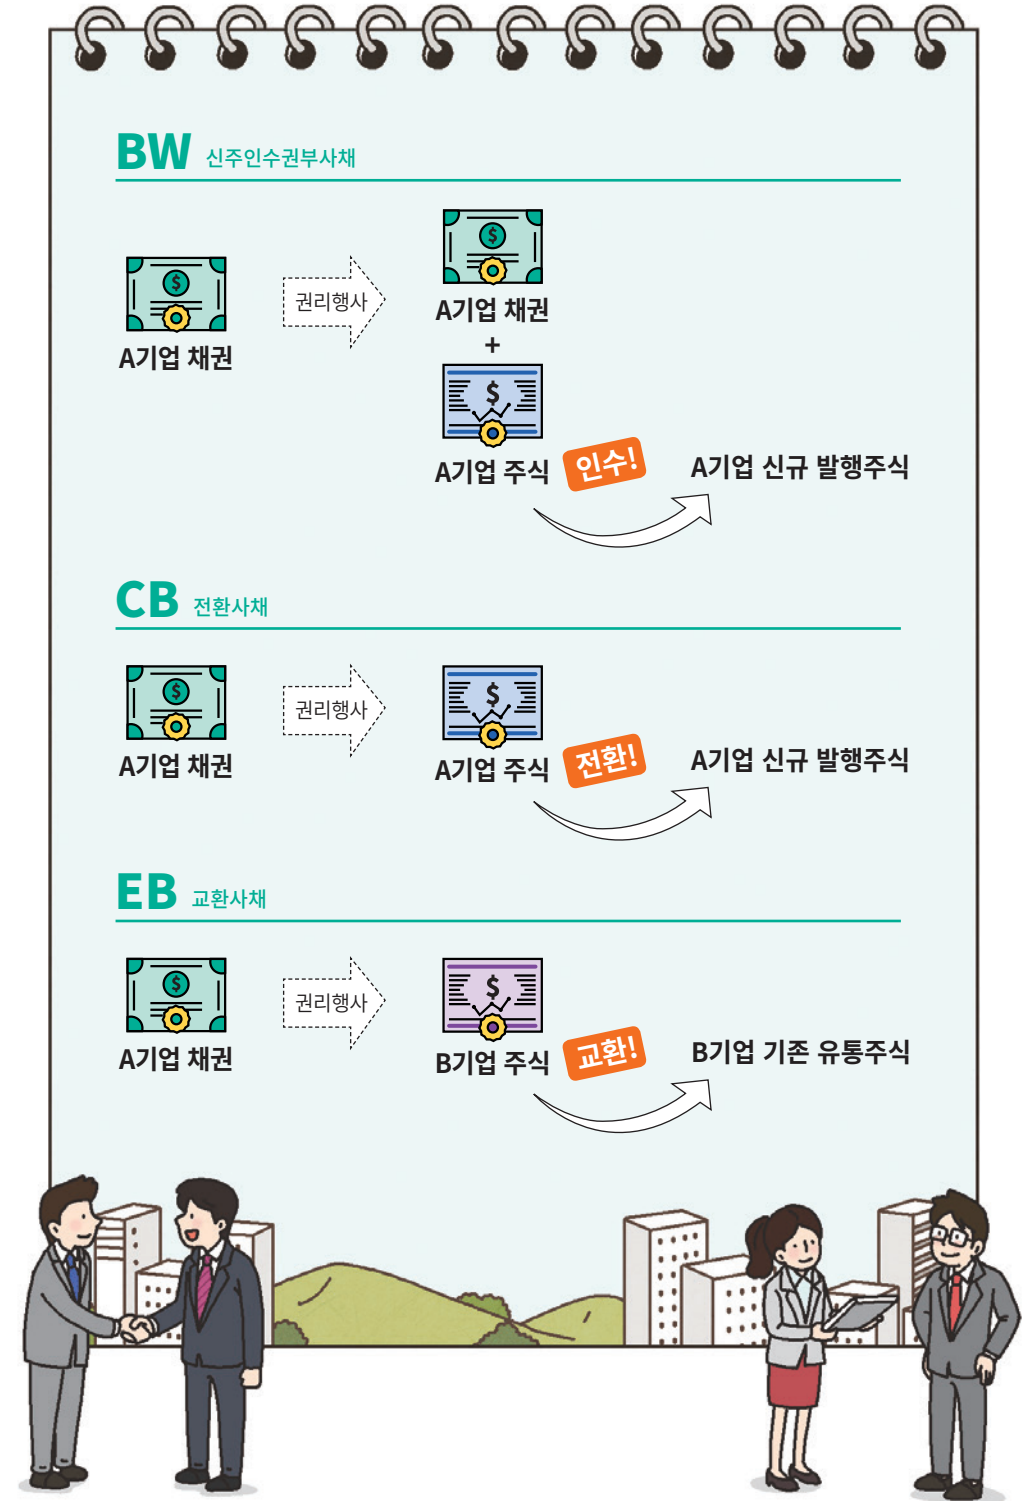 BW 신주인수권부사채
A기업 채권
권리행사
A기업 채권
+
A기업 주식
인수!
A기업 신규 발행주식
CB 전환사채
A기업 채권
권리행사
A기업 주식
전환!
A기업 신규 발행주식
EB 교환사채
A기업 채권
권리행사
B기업 주식
교환!
B기업 기존 유통주식